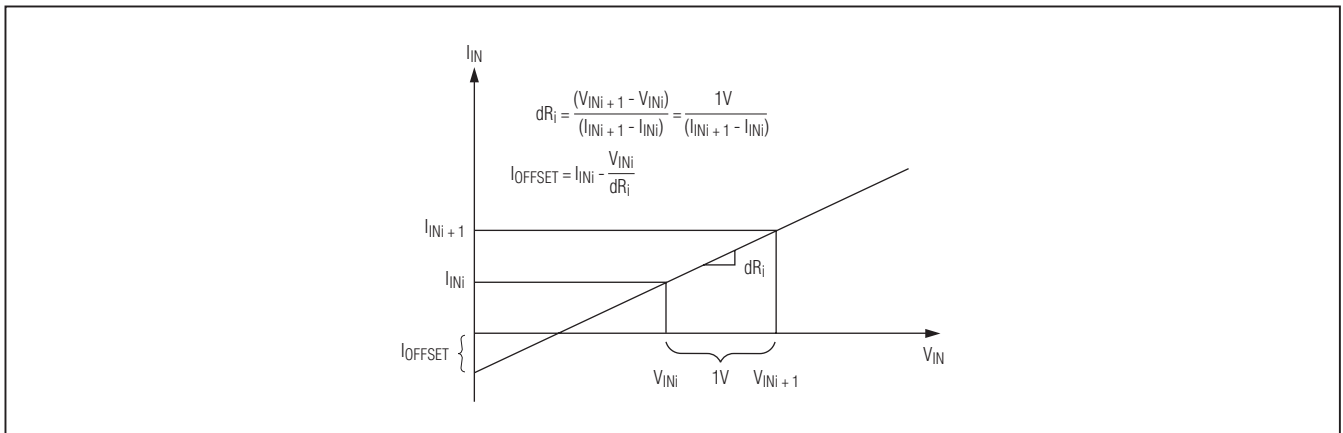 I_IN
dR_i = (V_INi + 1 - V_INi) / (I_INi + 1 - I_INi) = 1V / (I_INi + 1 - I_INi)
I_OFFSET = I_INi - V_INi / dR_i
I_INi + 1
I_INi
dR_i
I_OFFSET
V_IN
V_INi 1V V_INi + 1